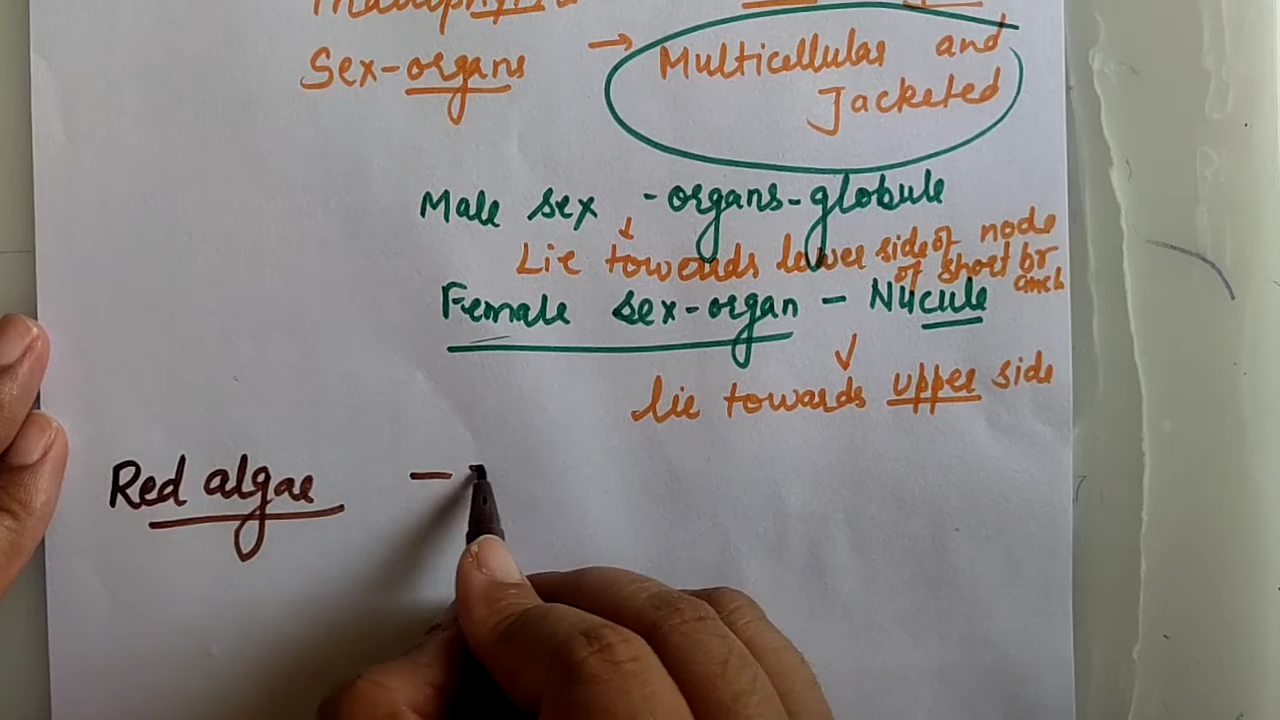 Sex-organs → Multicellular and
Jacketed
Male sex - organs - globule
Lie towards lower side of node
of short br
anch
Female sex-organ - Nucule
lie towards upper side
Red algae -